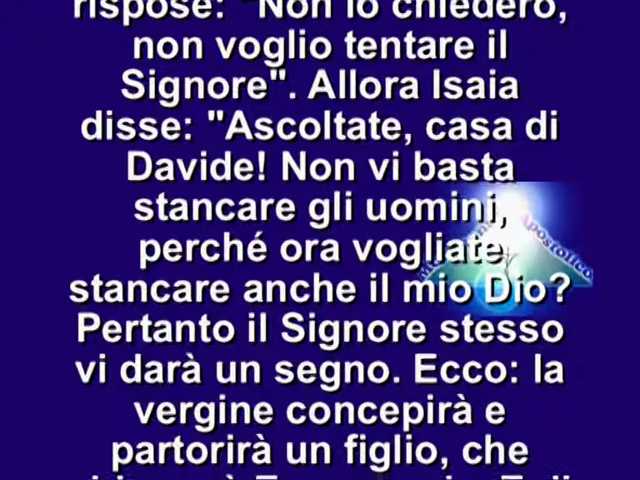 rispose: "Non lo chiederò,
non voglio tentare il
Signore". Allora Isaia
disse: "Ascoltate, casa di
Davide! Non vi basta
stancare gli uomini,
perché ora vogliate
stancare anche il mio Dio?
Pertanto il Signore stesso
vi darà un segno. Ecco: la
vergine concepirà e
partorirà un figlio, che
Apostolico